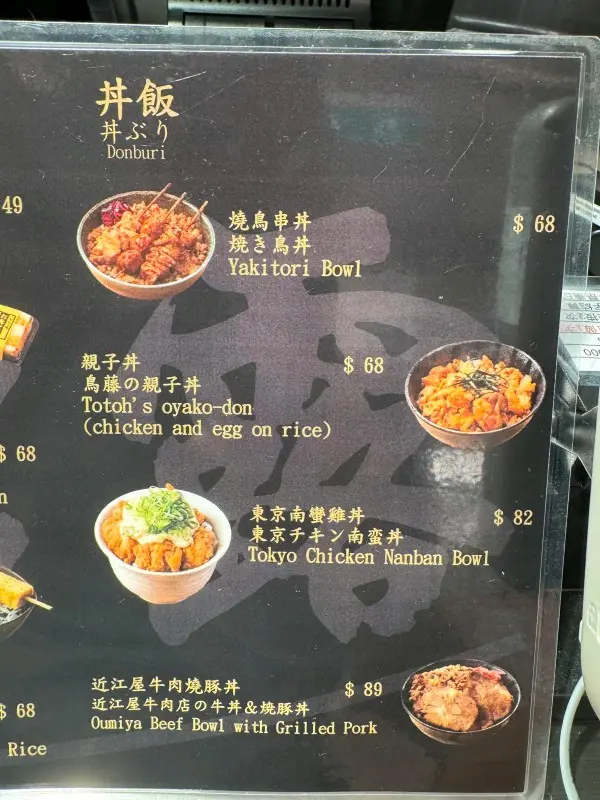 丼飯
丼ぶり
Donburi
49
燒鳥串丼
焼き鳥丼
Yakitori Bowl
$ 68
親子丼
鳥藤の親子丼
Totoh's oyako-don
(chicken and egg on rice)
$ 68
$ 68
n
東京南蠻雞丼
東京チキン南蛮丼
Tokyo Chicken Nanban Bowl
$ 82
近江屋牛肉燒豚丼
近江屋牛肉店の牛丼&焼豚丼
Oumiya Beef Bowl with Grilled Pork
$ 89
$ 68
Rice